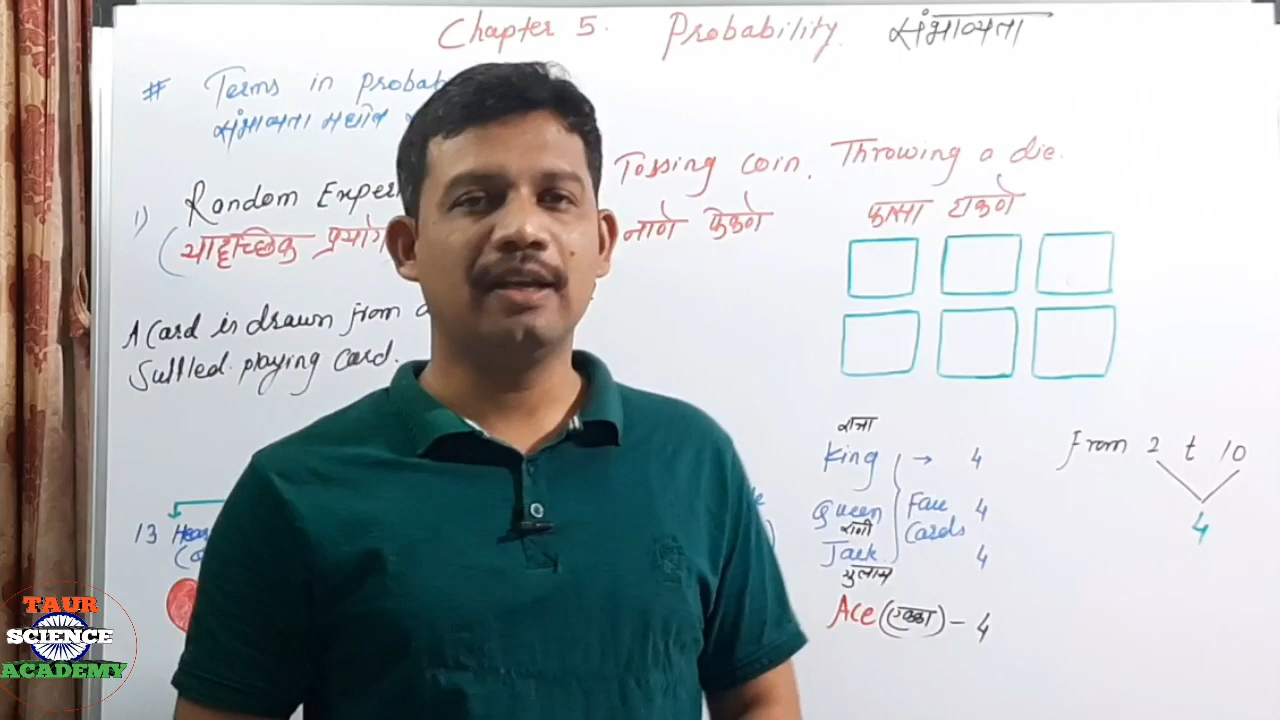 Chapter 5. Probability. संभाव्यता
# Terms in Probab
संभाव्यता मधील
1) Random Exper
Tossing coin. Throwing a die.
(यादृच्छिक प्रयोग
नाणे फेकणे
फासा टाकणे
A Card is drawn from a
Suffled playing card.
राजा
King → 4
From 2 t 10
4
Queen
राणी
Jack
गुलाम
Face Cards
4
4
13 Hear
Ace (एक्का) - 4
TAUR
SCIENCE
ACADEMY